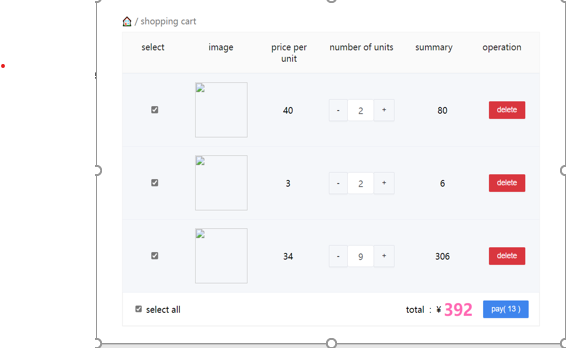 / shopping cart
select image price per unit number of units summary operation
40 - 2 + 80 delete
3 - 2 + 6 delete
34 - 9 + 306 delete
select all total : ¥ 392 pay( 13 )